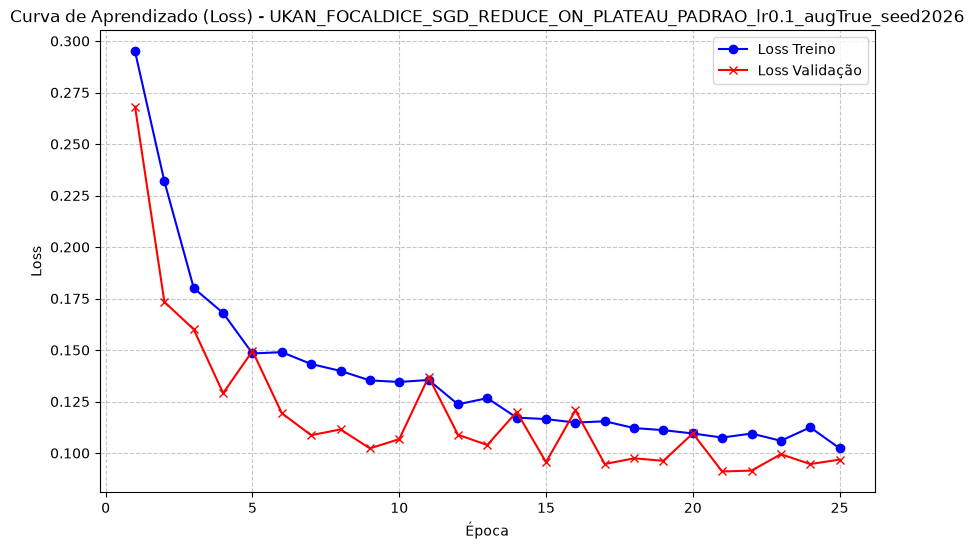 Curva de Aprendizado (Loss) - UKAN_FOCALDICE_SGD_REDUCE_ON_PLATEAU_PADRAO_lr0.1_augTrue_seed2026
Loss Treino
Loss Validação
0.300
0.275
0.250
0.225
0.200
0.175
0.150
0.125
0.100
Loss
0 5 10 15 20 25
Época